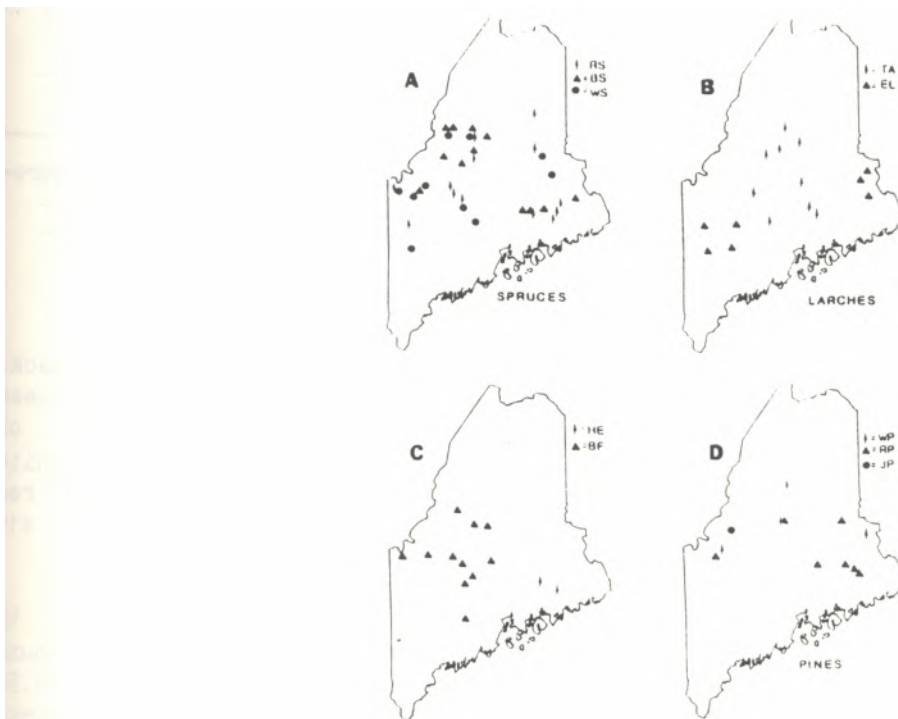 A
RS
▲=BS
●=WS
SPRUCES
B
TA
▲=EL
LARCHES
C
HE
▲=BF
D
WP
▲=RP
●=JP
PINES